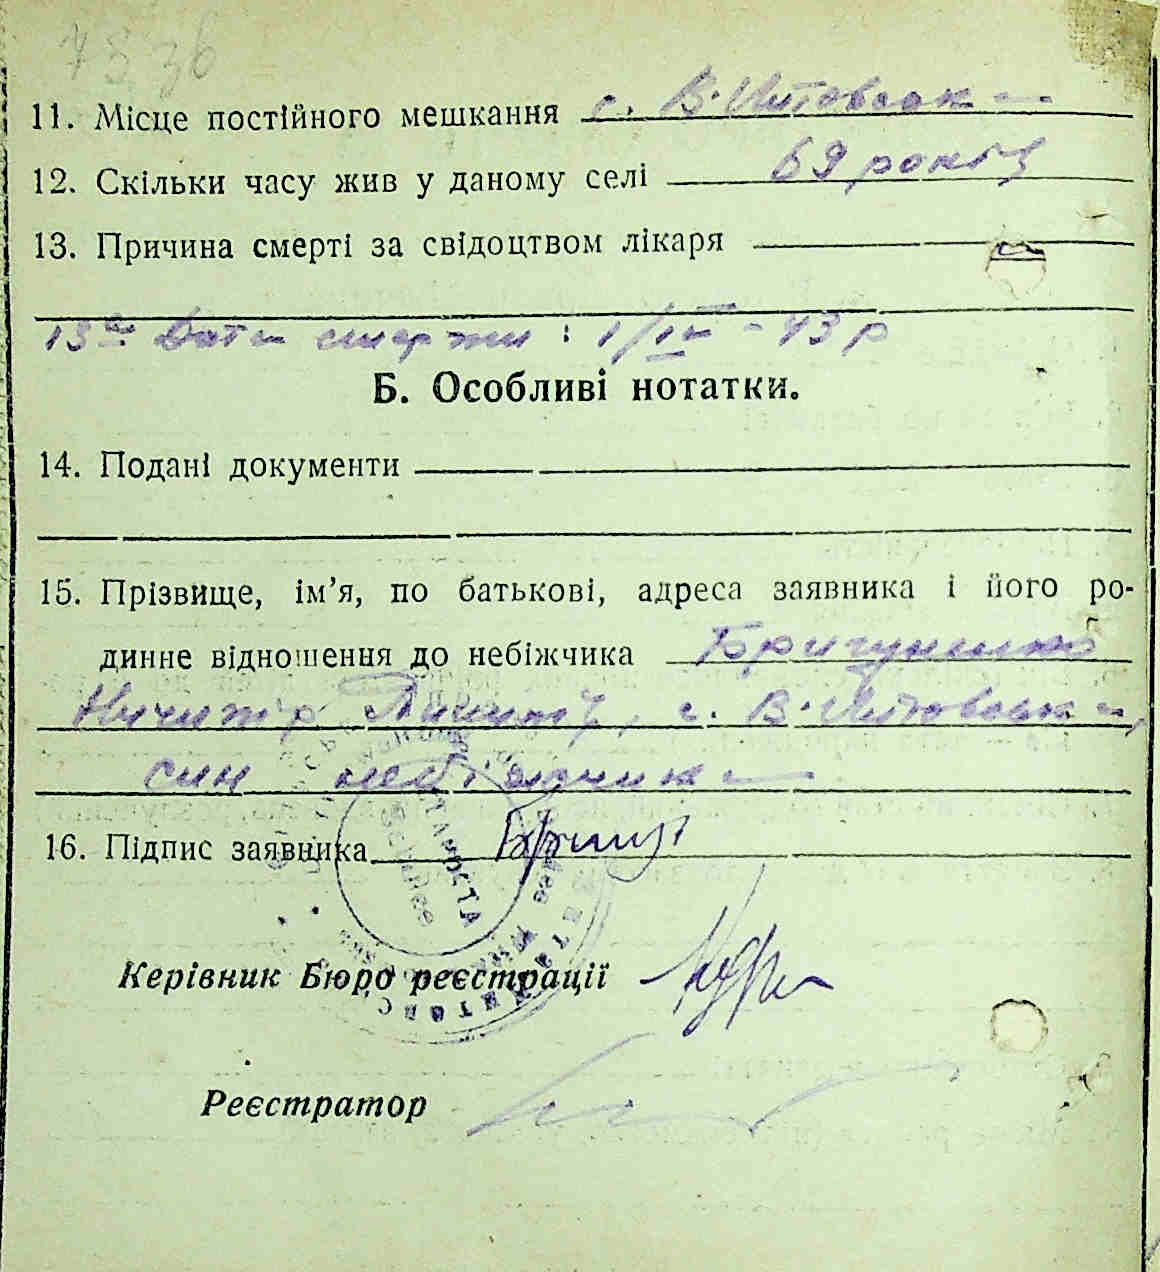 11. Місце постійного мешкання с. В.
12. Скільки часу жив у даному селі 69 років
13. Причина смерті за свідоцтвом лікаря
13а Дата смерти : 1/IV - 43 р
Б. Особливі нотатки.
14. Подані документи
15. Прізвище, ім’я, по батькові, адреса заявника і його ро-
динне відношення до небіжчика
с. В.
син небіжчика
16. Підпис заявника
СТАРОСТА
Керівник Бюро реєстрації
Реєстратор